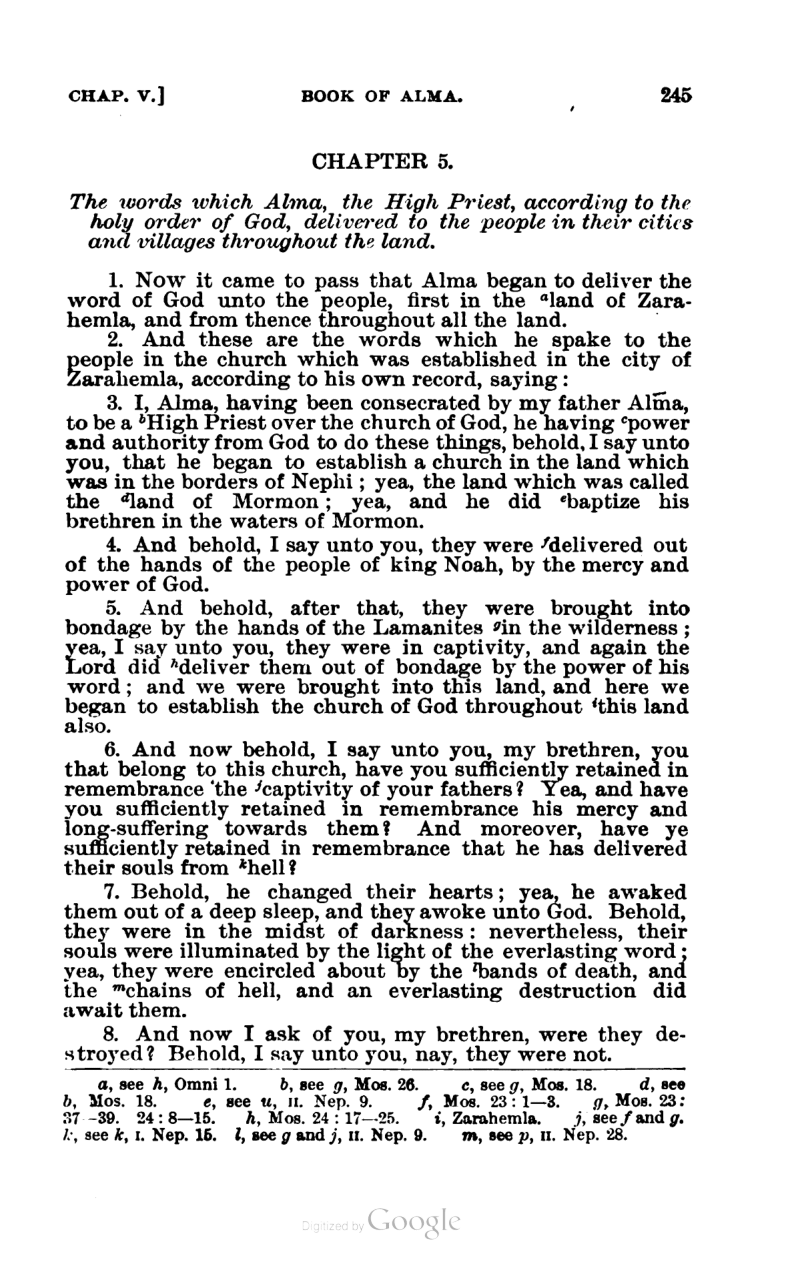 CHAP. V.] BOOK OF ALMA. 245
CHAPTER 5.
The words which Alma, the High Priest, according to the
holy order of God, delivered to the people in their cities
and villages throughout the land.
1. Now it came to pass that Alma began to deliver the
word of God unto the people, first in the ᵃland of Zara-
hemla, and from thence throughout all the land.
2. And these are the words which he spake to the
people in the church which was established in the city of
Zarahemla, according to his own record, saying:
3. I, Alma, having been consecrated by my father Alma,
to be a ᵇHigh Priest over the church of God, he having ᶜpower
and authority from God to do these things, behold, I say unto
you, that he began to establish a church in the land which
was in the borders of Nephi; yea, the land which was called
the ᵈland of Mormon; yea, and he did ᵉbaptize his
brethren in the waters of Mormon.
4. And behold, I say unto you, they were ᶠdelivered out
of the hands of the people of king Noah, by the mercy and
power of God.
5. And behold, after that, they were brought into
bondage by the hands of the Lamanites ᵍin the wilderness;
yea, I say unto you, they were in captivity, and again the
Lord did ʰdeliver them out of bondage by the power of his
word; and we were brought into this land, and here we
began to establish the church of God throughout ⁱthis land
also.
6. And now behold, I say unto you, my brethren, you
that belong to this church, have you sufficiently retained in
remembrance the ʲcaptivity of your fathers? Yea, and have
you sufficiently retained in remembrance his mercy and
long-suffering towards them? And moreover, have ye
sufficiently retained in remembrance that he has delivered
their souls from ᵏhell?
7. Behold, he changed their hearts; yea, he awaked
them out of a deep sleep, and they awoke unto God. Behold,
they were in the midst of darkness: nevertheless, their
souls were illuminated by the light of the everlasting word;
yea, they were encircled about by the ˡbands of death, and
the ᵐchains of hell, and an everlasting destruction did
await them.
8. And now I ask of you, my brethren, were they de-
stroyed? Behold, I say unto you, nay, they were not.
a, see h, Omni 1. b, see g, Mos. 26. c, see g, Mos. 18. d, see
b, Mos. 18. e, see u, II. Nep. 9. f, Mos. 23:1—3. g, Mos. 23:
37-39. 24:8—15. h, Mos. 24:17—25. i, Zarahemla. j, see f and g.
k, see k, I. Nep. 15. l, see g and j, II. Nep. 9. m, see p, II. Nep. 28.
Digitized by Google